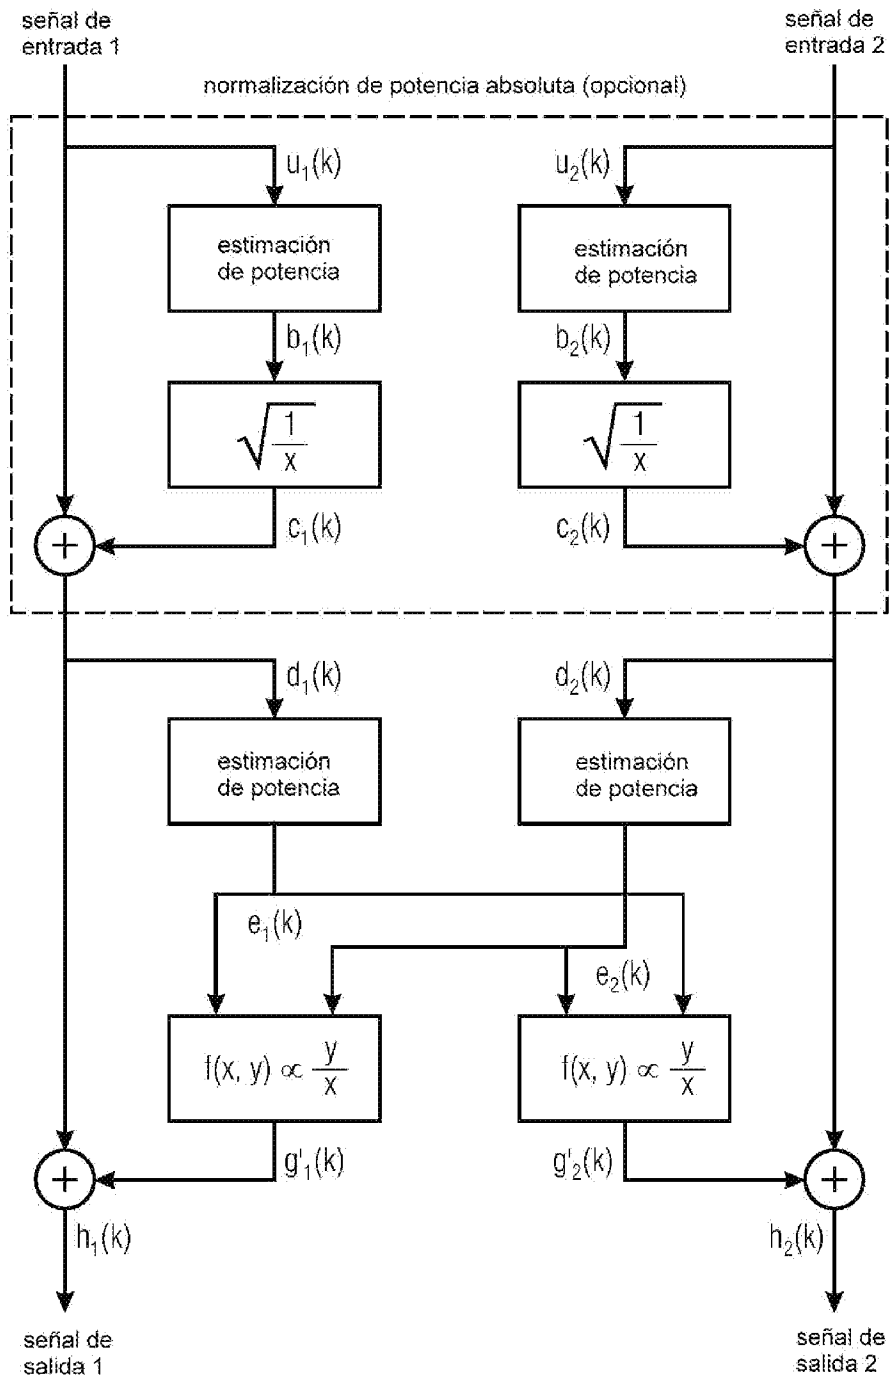 señal de
entrada 1
señal de
entrada 2
normalización de potencia absoluta (opcional)
u₁(k)
u₂(k)
estimación
de potencia
estimación
de potencia
b₁(k)
b₂(k)
√(1/x)
√(1/x)
c₁(k)
c₂(k)
+
+
d₁(k)
d₂(k)
estimación
de potencia
estimación
de potencia
e₁(k)
e₂(k)
f(x, y) ∝ y/x
f(x, y) ∝ y/x
g'₁(k)
g'₂(k)
+
+
h₁(k)
h₂(k)
señal de
salida 1
señal de
salida 2